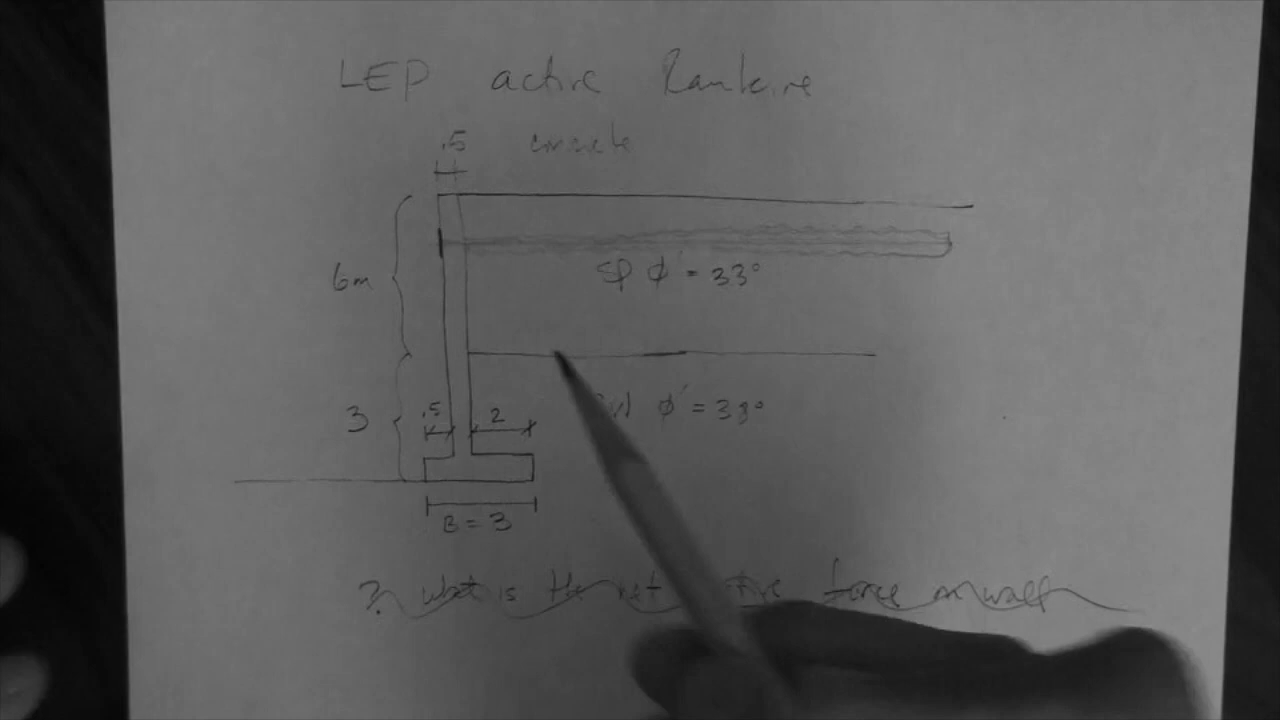 LEP active Rankine
.5 concrete
6m
SP φ' = 33°
φ' = 38°
3
.5
2
B = 3
? what is the net force on wall